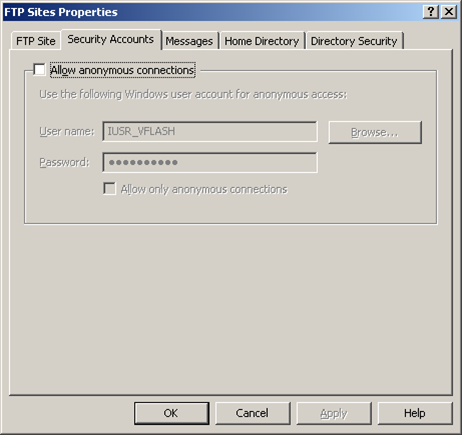 FTP Sites Properties
FTP Site Security Accounts Messages Home Directory Directory Security
Allow anonymous connections
Use the following Windows user account for anonymous access:
User name: IUSR_VFLASH Browse...
Password: ●●●●●●●●●●
Allow only anonymous connections
OK Cancel Apply Help